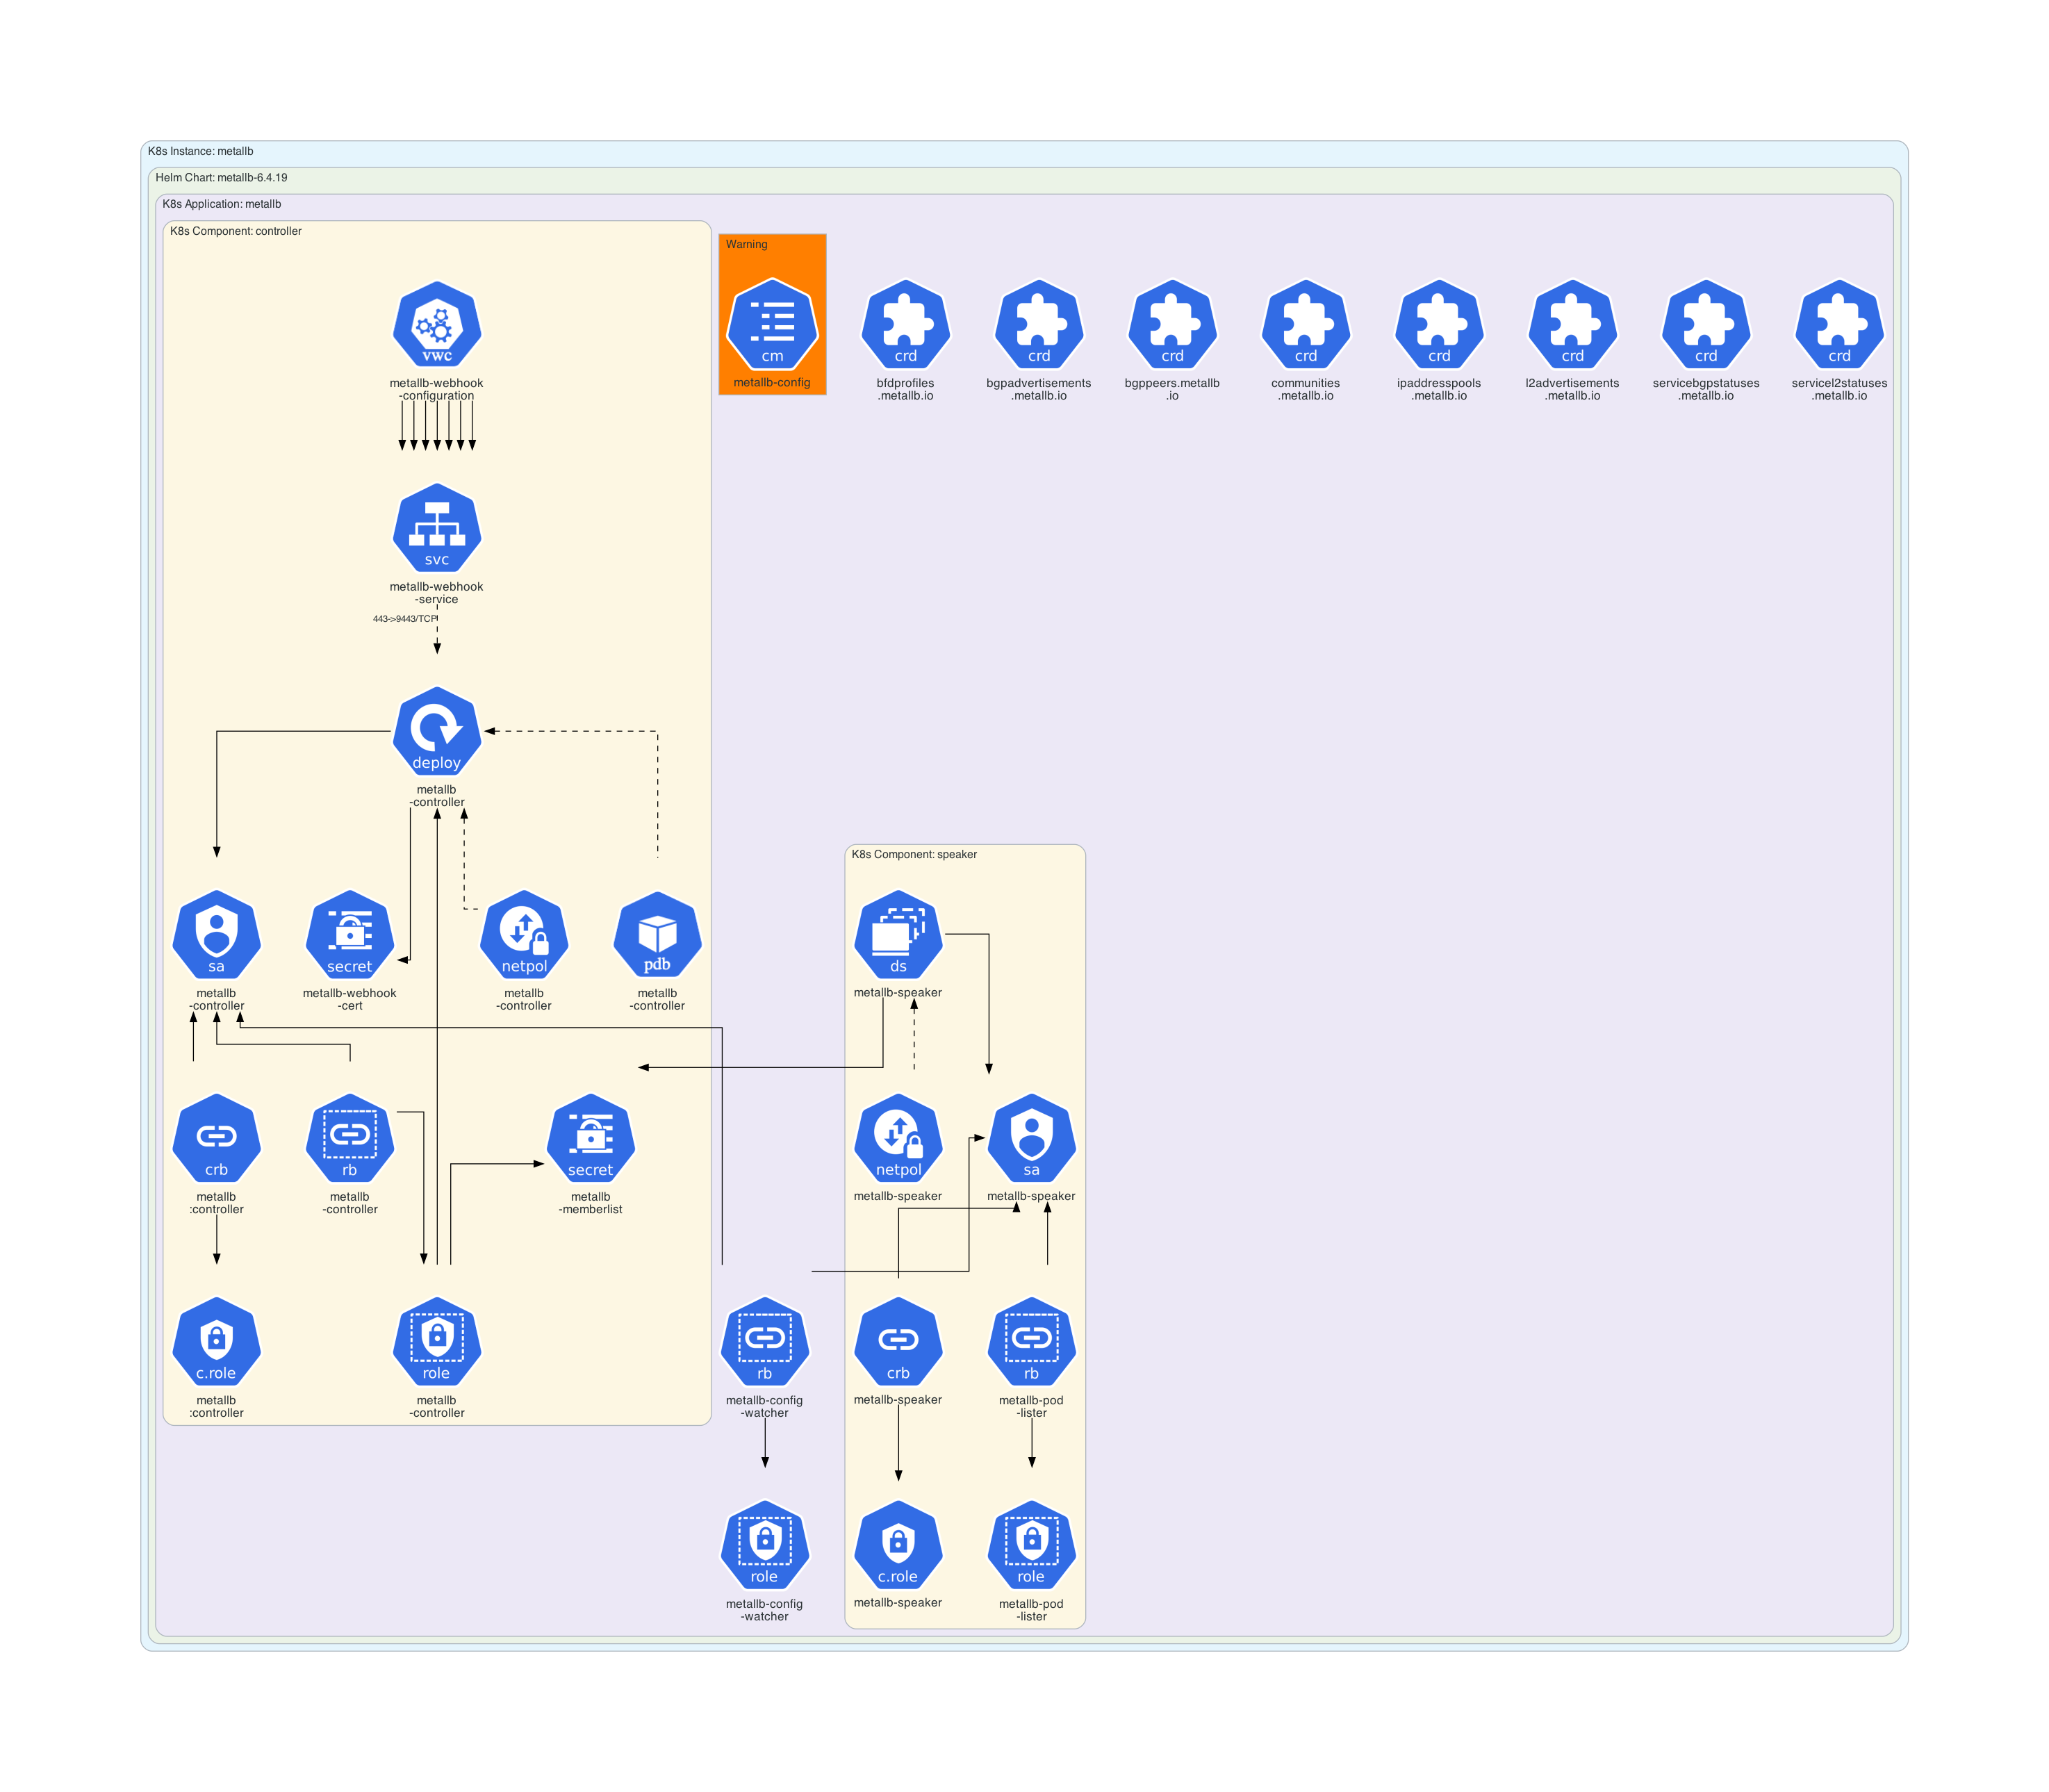 K8s Instance: metallb
Helm Chart: metallb-6.4.19
K8s Application: metallb
K8s Component: controller
vwc
metallb-webhook
-configuration
svc
metallb-webhook
-service
443->9443/TCP
deploy
metallb
-controller
sa
metallb
-controller
secret
metallb-webhook
-cert
netpol
metallb
-controller
pdb
metallb
-controller
crb
metallb
:controller
rb
metallb
-controller
secret
metallb
-memberlist
c.role
metallb
:controller
role
metallb
-controller
Warning
cm
metallb-config
crd
bfdprofiles
.metallb.io
crd
bgpadvertisements
.metallb.io
crd
bgppeers.metallb
.io
crd
communities
.metallb.io
crd
ipaddresspools
.metallb.io
crd
l2advertisements
.metallb.io
crd
servicebgpstatuses
.metallb.io
crd
servicel2statuses
.metallb.io
K8s Component: speaker
ds
metallb-speaker
netpol
metallb-speaker
sa
metallb-speaker
rb
metallb-config
-watcher
crb
metallb-speaker
rb
metallb-pod
-lister
role
metallb-config
-watcher
c.role
metallb-speaker
role
metallb-pod
-lister